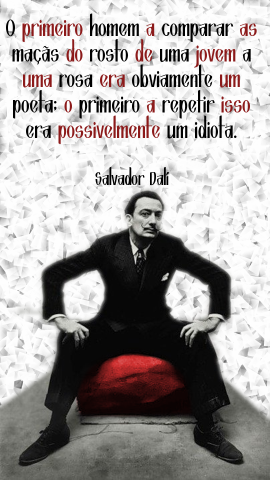 O primeiro homem a comparar as
maçãs do rosto de uma jovem a
uma rosa era obviamente um
poeta; o primeiro a repetir isso
era possivelmente um idiota.
Salvador Dalí